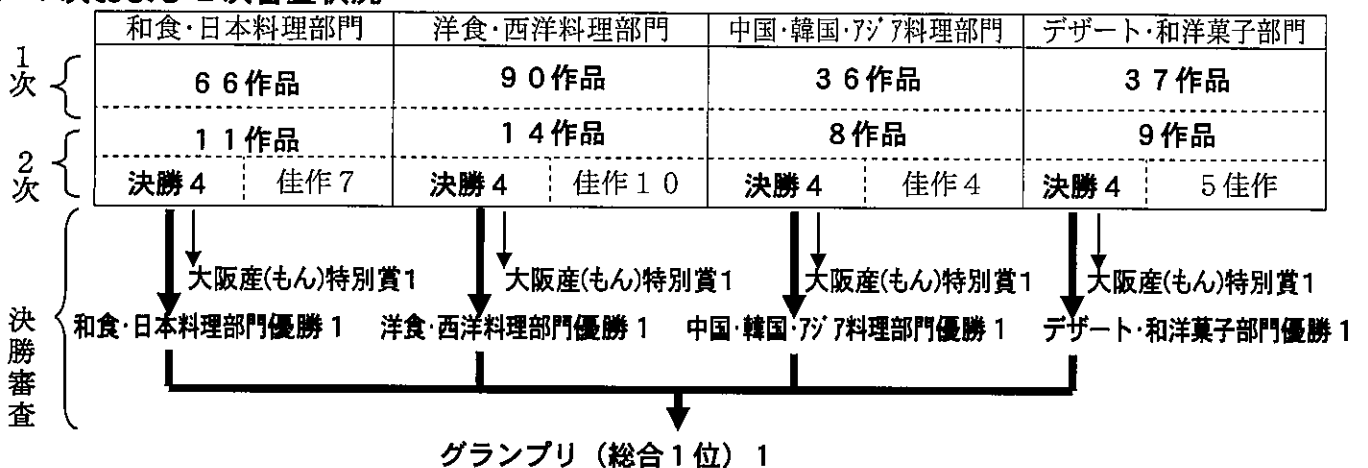 和食・日本料理部門 洋食・西洋料理部門 中国・韓国・アジア料理部門 デザート・和洋菓子部門
1次 66作品 90作品 36作品 37作品
2次 11作品 14作品 8作品 9作品
決勝4 佳作7 決勝4 佳作10 決勝4 佳作4 決勝4 5佳作
大阪産(もん)特別賞1 大阪産(もん)特別賞1 大阪産(もん)特別賞1 大阪産(もん)特別賞1
決勝審査 和食・日本料理部門優勝1 洋食・西洋料理部門優勝1 中国・韓国・アジア料理部門優勝1 デザート・和洋菓子部門優勝1
グランプリ（総合1位）1